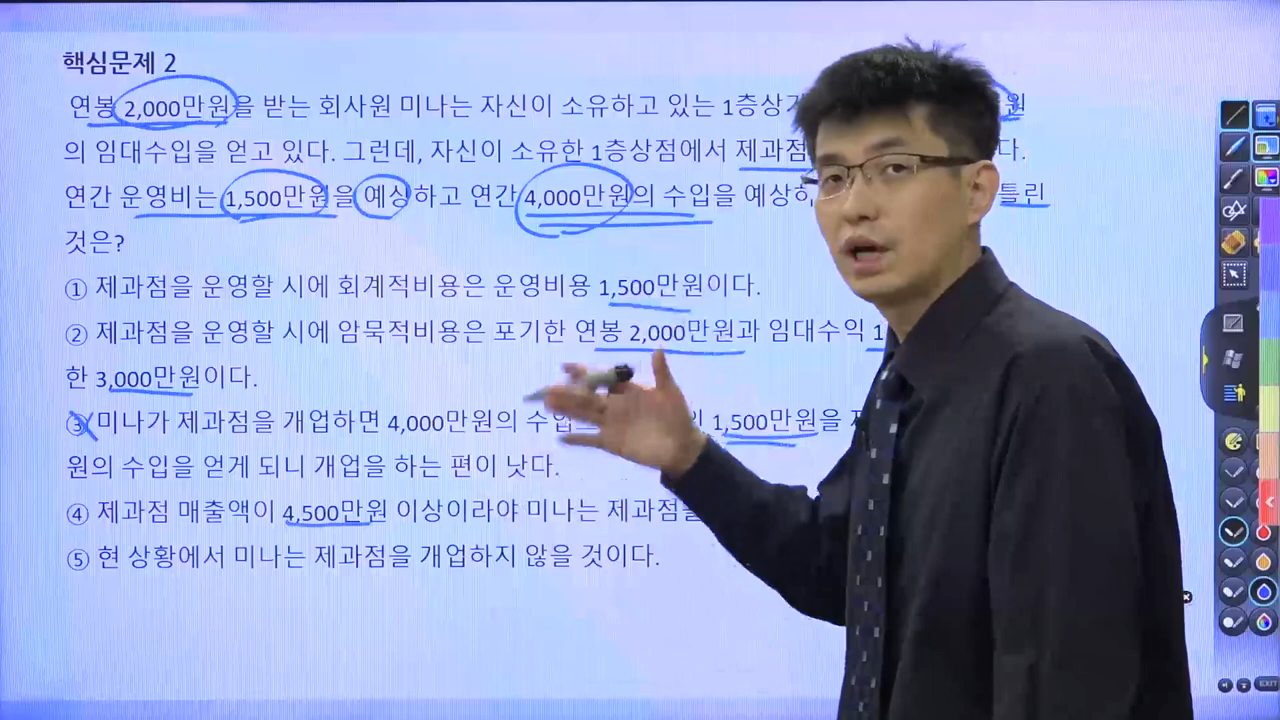 핵심문제 2
연봉 2,000만원을 받는 회사원 미나는 자신이 소유하고 있는 1층상가 원
의 임대수입을 얻고 있다. 그런데, 자신이 소유한 1층상점에서 제과점 다.
연간 운영비는 1,500만원을 예상하고 연간 4,000만원의 수입을 예상하 틀린
것은?
① 제과점을 운영할 시에 회계적비용은 운영비용 1,500만원이다.
② 제과점을 운영할 시에 암묵적비용은 포기한 연봉 2,000만원과 임대수익 1
한 3,000만원이다.
③ 미나가 제과점을 개업하면 4,000만원의 수입 1,500만원을
원의 수입을 얻게 되니 개업을 하는 편이 낫다.
④ 제과점 매출액이 4,500만원 이상이라야 미나는 제과점을
⑤ 현 상황에서 미나는 제과점을 개업하지 않을 것이다.
EXIT